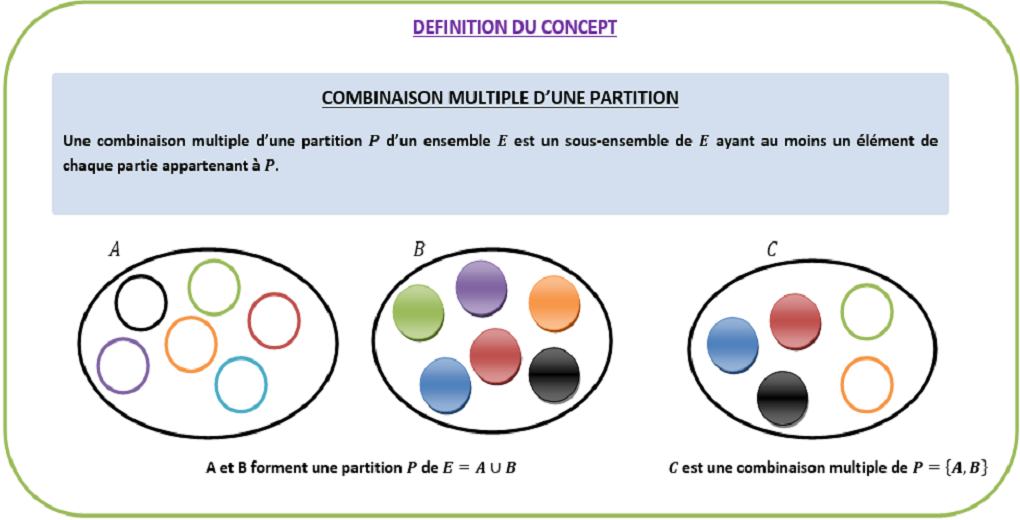 DEFINITION DU CONCEPT
COMBINAISON MULTIPLE D’UNE PARTITION
Une combinaison multiple d’une partition P d’un ensemble E est un sous-ensemble de E ayant au moins un élément de
chaque partie appartenant à P.
A
B
C
A et B forment une partition P de E = A ∪ B
C est une combinaison multiple de P = {A, B}